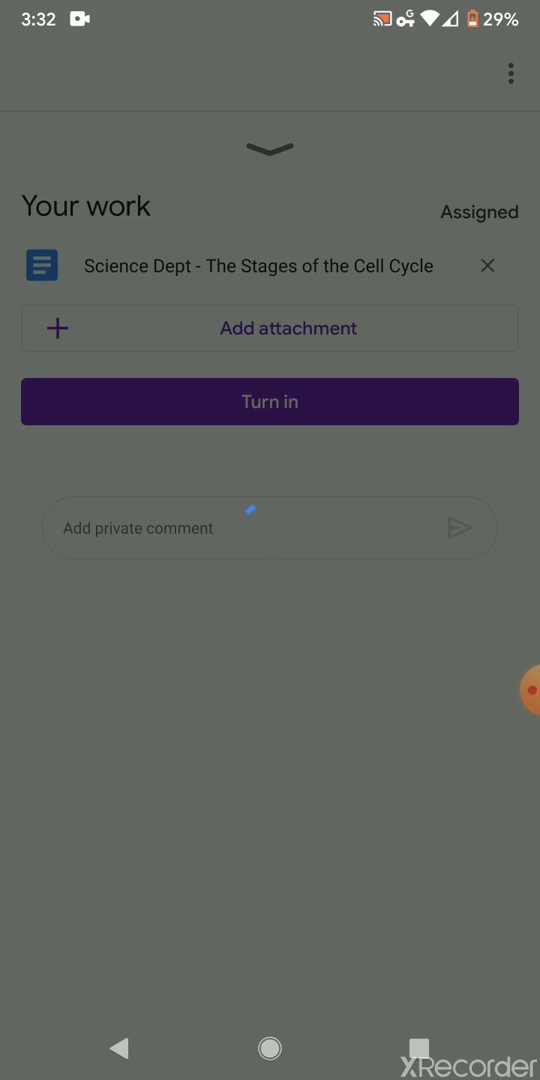 3:32
G
29%
Your work
Assigned
Science Dept - The Stages of the Cell Cycle
Add attachment
Turn in
Add private comment
XRecorder